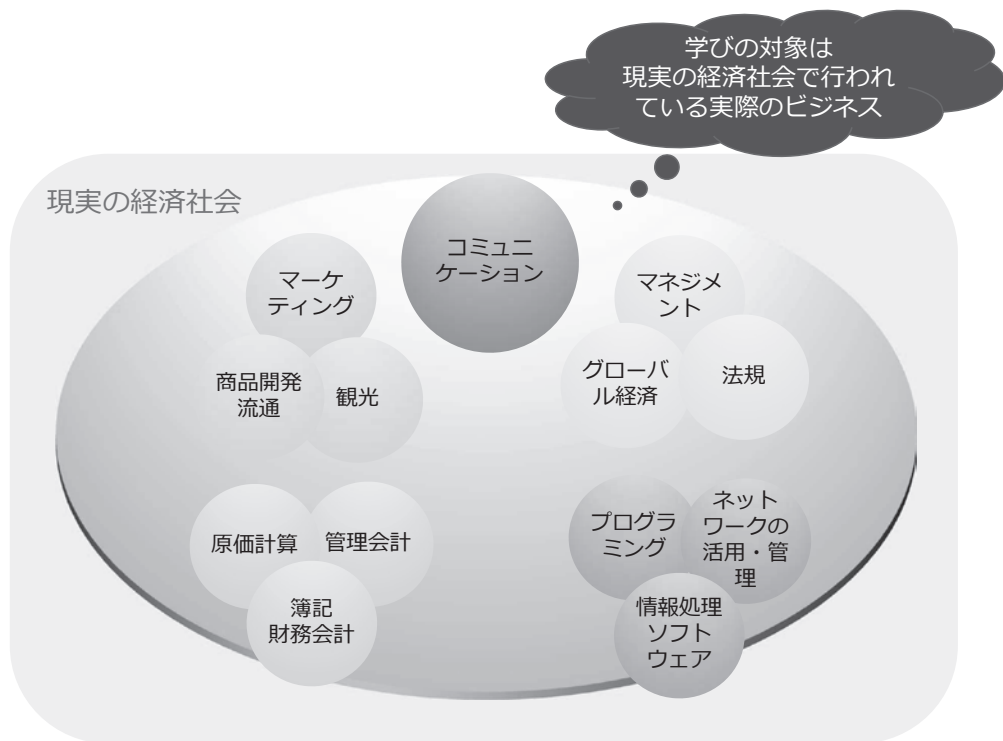 学びの対象は
現実の経済社会で行われ
ている実際のビジネス
現実の経済社会
コミュニ
ケーション
マーケ
ティング
商品開発
流通
観光
マネジメ
ント
グローバ
ル経済
法規
原価計算
管理会計
簿記
財務会計
プログラ
ミング
ネット
ワークの
活用・管
理
情報処理
ソフト
ウェア